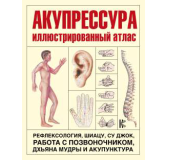 АКУПРЕССУРА
ИЛЛЮСТРИРОВАННЫЙ АТЛАС
РЕФЛЕКСОЛОГИЯ, ШИАЦУ, СУ ДЖОК,
РАБОТА С ПОЗВОНОЧНИКОМ,
ДХЬЯНА МУДРЫ И АКУПУНКТУРА